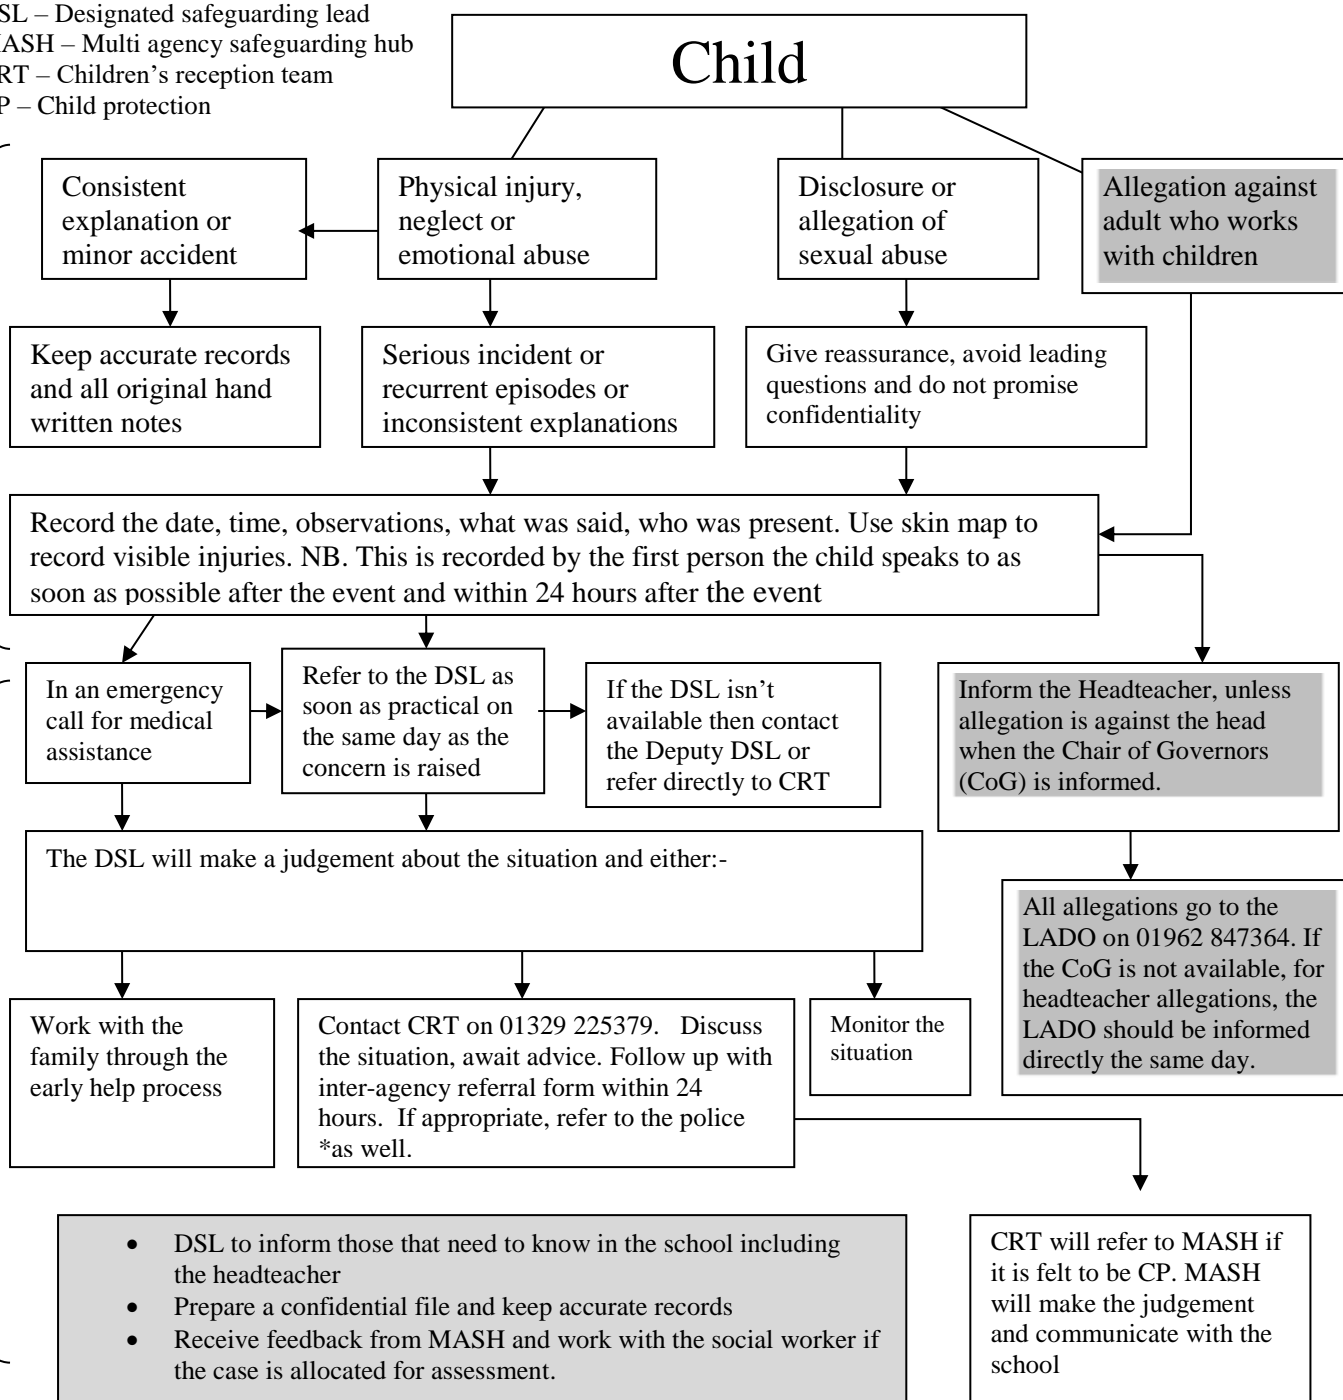 SL – Designated safeguarding lead
MASH – Multi agency safeguarding hub
RT – Children’s reception team
P – Child protection
Child
Consistent
explanation or
minor accident
Physical injury,
neglect or
emotional abuse
Disclosure or
allegation of
sexual abuse
Allegation against
adult who works
with children
Keep accurate records
and all original hand
written notes
Serious incident or
recurrent episodes or
inconsistent explanations
Give reassurance, avoid leading
questions and do not promise
confidentiality
Record the date, time, observations, what was said, who was present. Use skin map to
record visible injuries. NB. This is recorded by the first person the child speaks to as
soon as possible after the event and within 24 hours after the event
In an emergency
call for medical
assistance
Refer to the DSL as
soon as practical on
the same day as the
concern is raised
If the DSL isn’t
available then contact
the Deputy DSL or
refer directly to CRT
Inform the Headteacher, unless
allegation is against the head
when the Chair of Governors
(CoG) is informed.
The DSL will make a judgement about the situation and either:-
All allegations go to the
LADO on 01962 847364. If
the CoG is not available, for
headteacher allegations, the
LADO should be informed
directly the same day.
Work with the
family through the
early help process
Contact CRT on 01329 225379. Discuss
the situation, await advice. Follow up with
inter-agency referral form within 24
hours. If appropriate, refer to the police
*as well.
Monitor the
situation
• DSL to inform those that need to know in the school including
the headteacher
• Prepare a confidential file and keep accurate records
• Receive feedback from MASH and work with the social worker if
the case is allocated for assessment.
CRT will refer to MASH if
it is felt to be CP. MASH
will make the judgement
and communicate with the
school